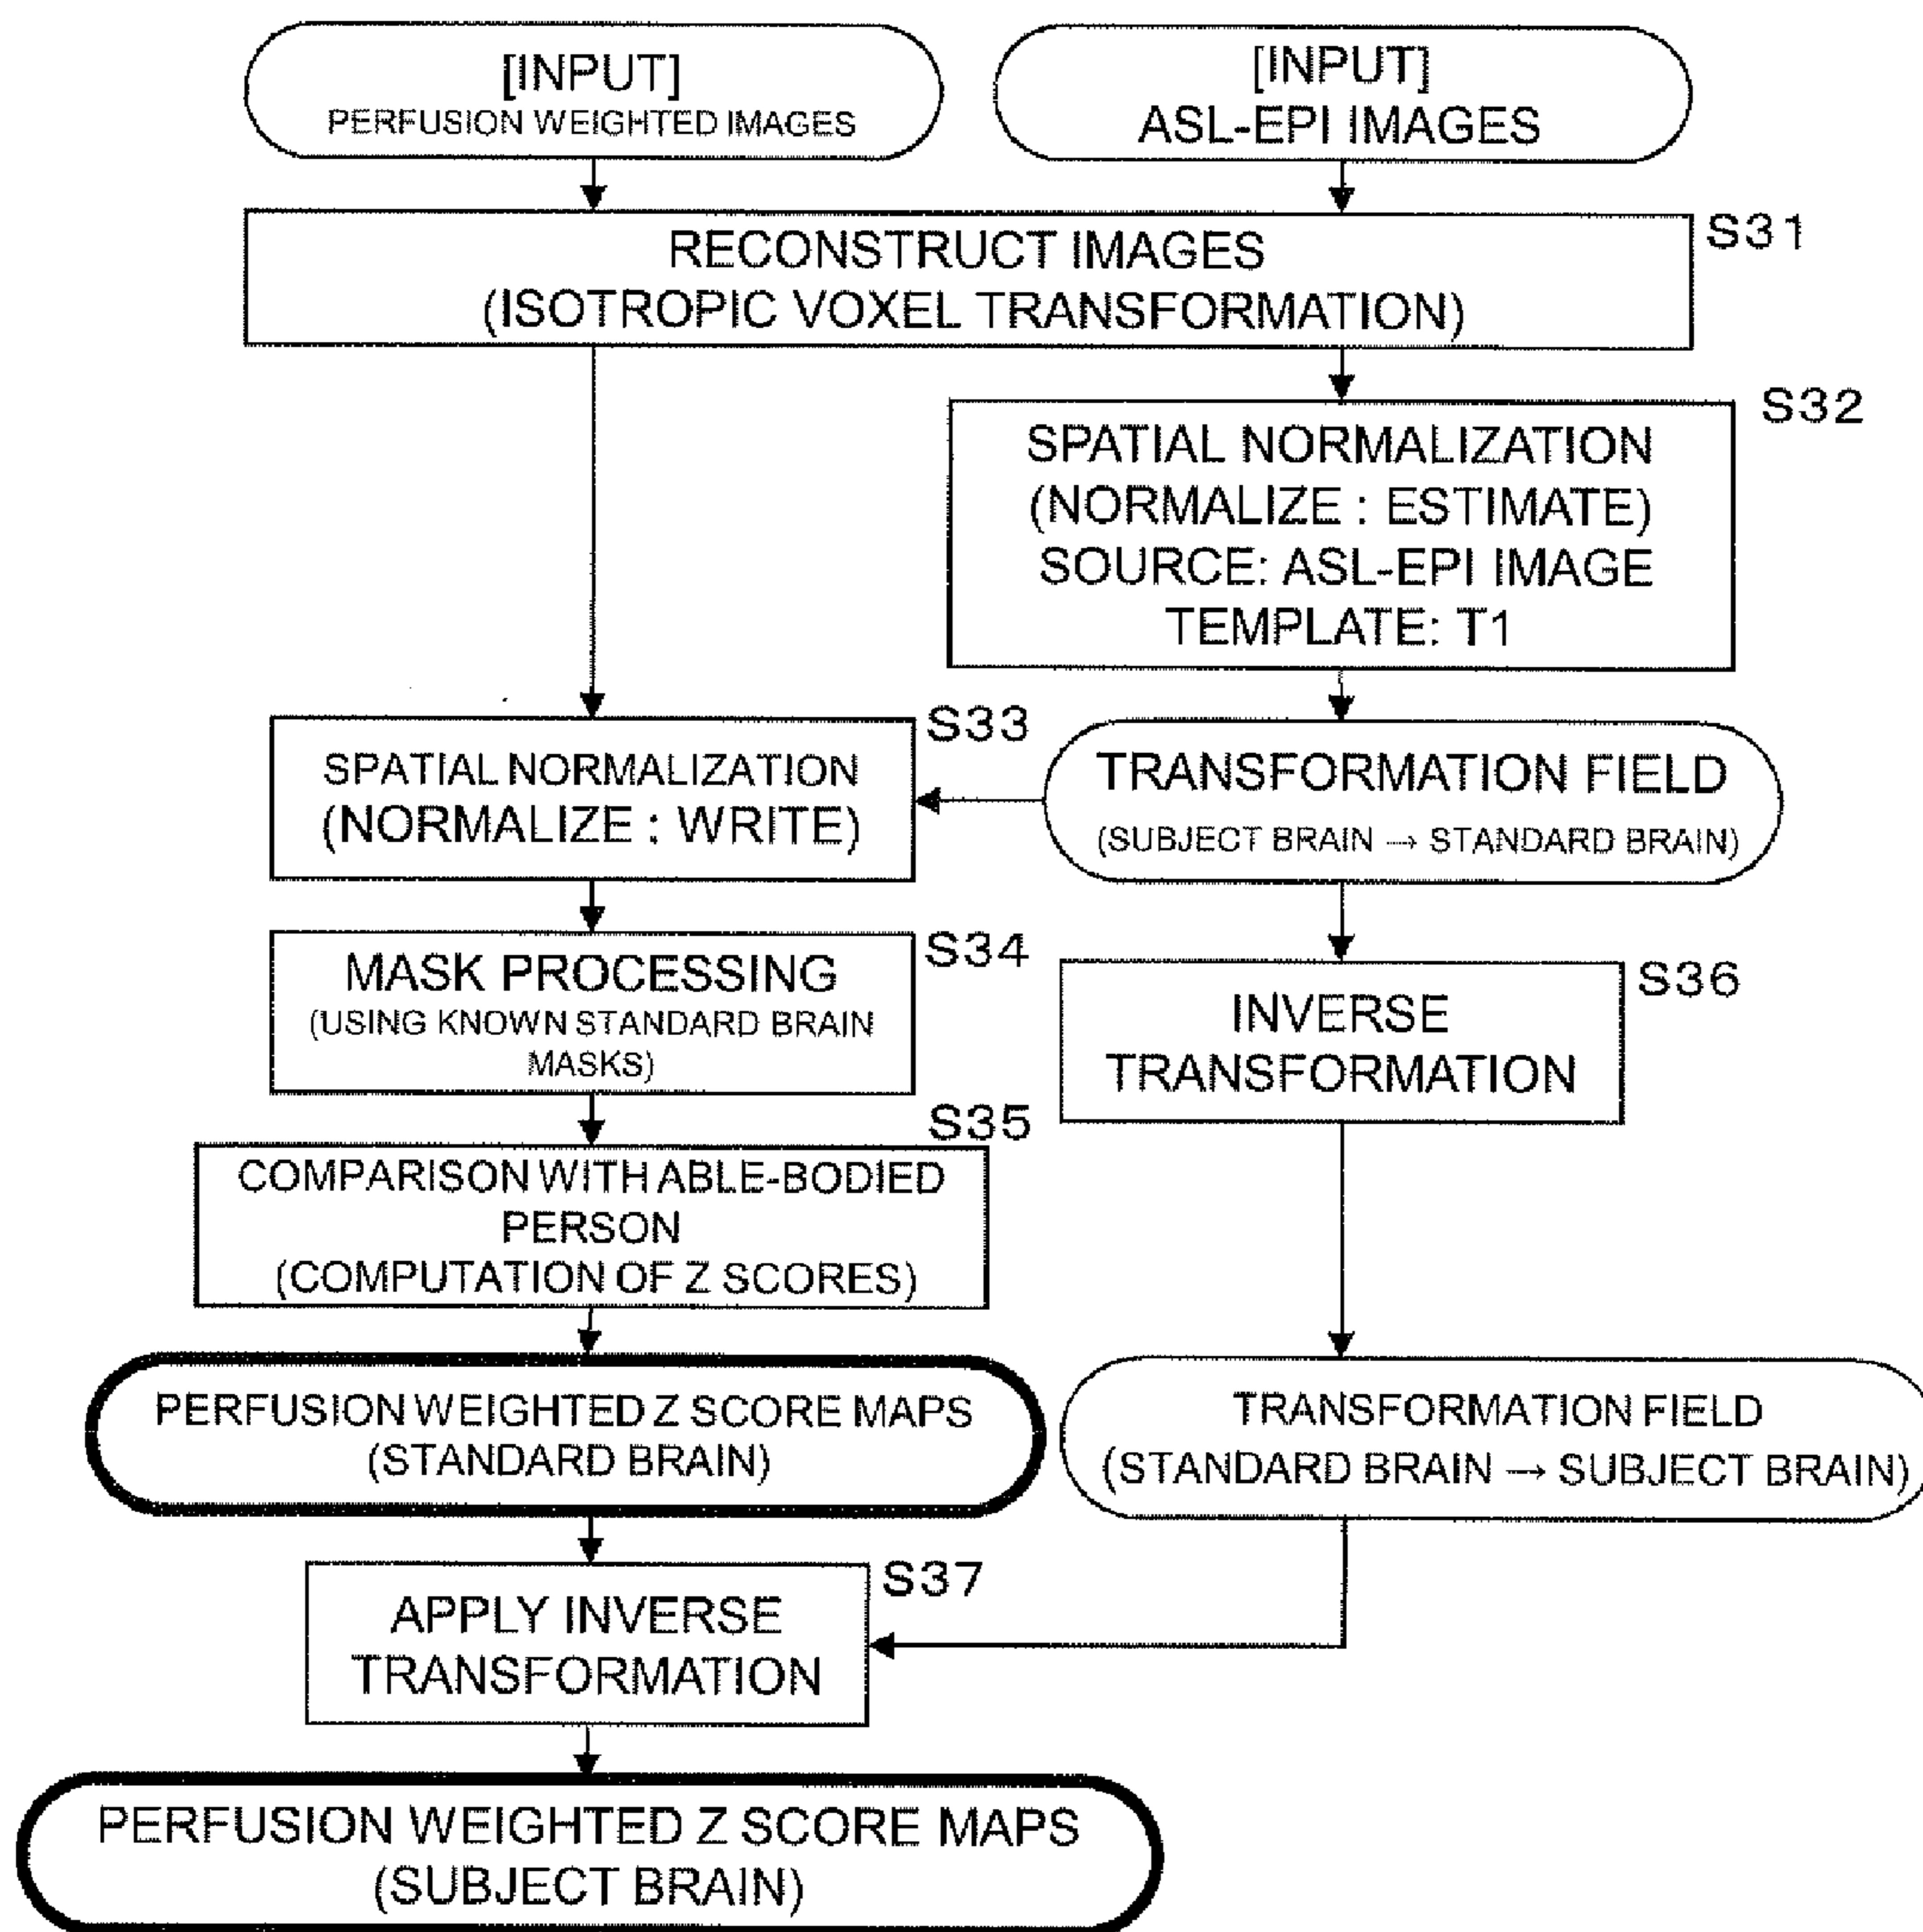 [INPUT]
PERFUSION WEIGHTED IMAGES
[INPUT]
ASL-EPI IMAGES
RECONSTRUCT IMAGES
(ISOTROPIC VOXEL TRANSFORMATION)
S31
S32
SPATIAL NORMALIZATION
(NORMALIZE : ESTIMATE)
SOURCE: ASL-EPI IMAGE
TEMPLATE: T1
S33
SPATIAL NORMALIZATION
(NORMALIZE : WRITE)
TRANSFORMATION FIELD
(SUBJECT BRAIN → STANDARD BRAIN)
S34
MASK PROCESSING
(USING KNOWN STANDARD BRAIN
MASKS)
S36
INVERSE
TRANSFORMATION
S35
COMPARISON WITH ABLE-BODIED
PERSON
(COMPUTATION OF Z SCORES)
PERFUSION WEIGHTED Z SCORE MAPS
(STANDARD BRAIN)
TRANSFORMATION FIELD
(STANDARD BRAIN → SUBJECT BRAIN)
S37
APPLY INVERSE
TRANSFORMATION
PERFUSION WEIGHTED Z SCORE MAPS
(SUBJECT BRAIN)